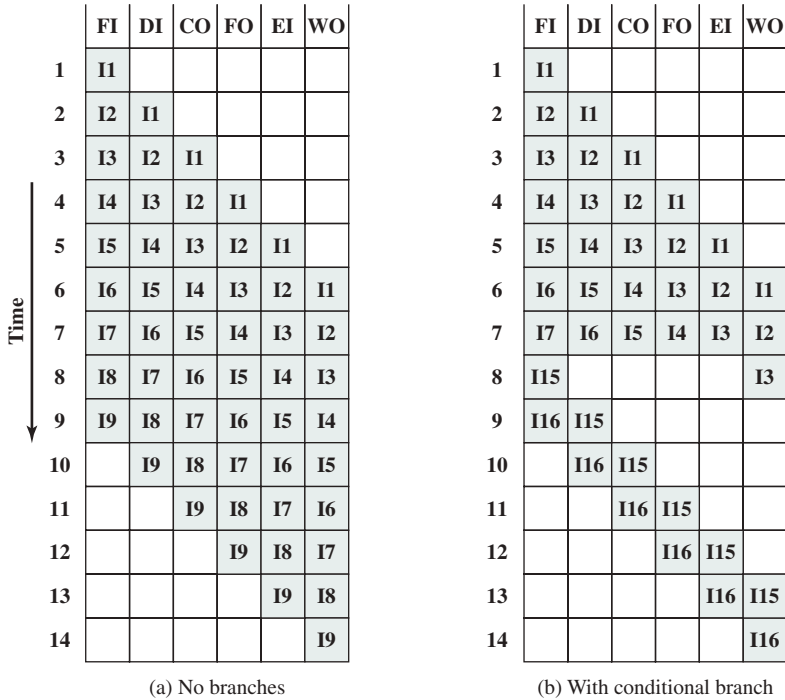 FI DI CO FO EI WO
1 I1
2 I2 I1
3 I3 I2 I1
4 I4 I3 I2 I1
5 I5 I4 I3 I2 I1
6 I6 I5 I4 I3 I2 I1
7 I7 I6 I5 I4 I3 I2
8 I8 I7 I6 I5 I4 I3
9 I9 I8 I7 I6 I5 I4
10 I9 I8 I7 I6 I5
11 I9 I8 I7 I6
12 I9 I8 I7
13 I9 I8
14 I9
Time
(a) No branches
FI DI CO FO EI WO
1 I1
2 I2 I1
3 I3 I2 I1
4 I4 I3 I2 I1
5 I5 I4 I3 I2 I1
6 I6 I5 I4 I3 I2 I1
7 I7 I6 I5 I4 I3 I2
8 I15 I3
9 I16 I15
10 I16 I15
11 I16 I15
12 I16 I15
13 I16 I15
14 I16
(b) With conditional branch